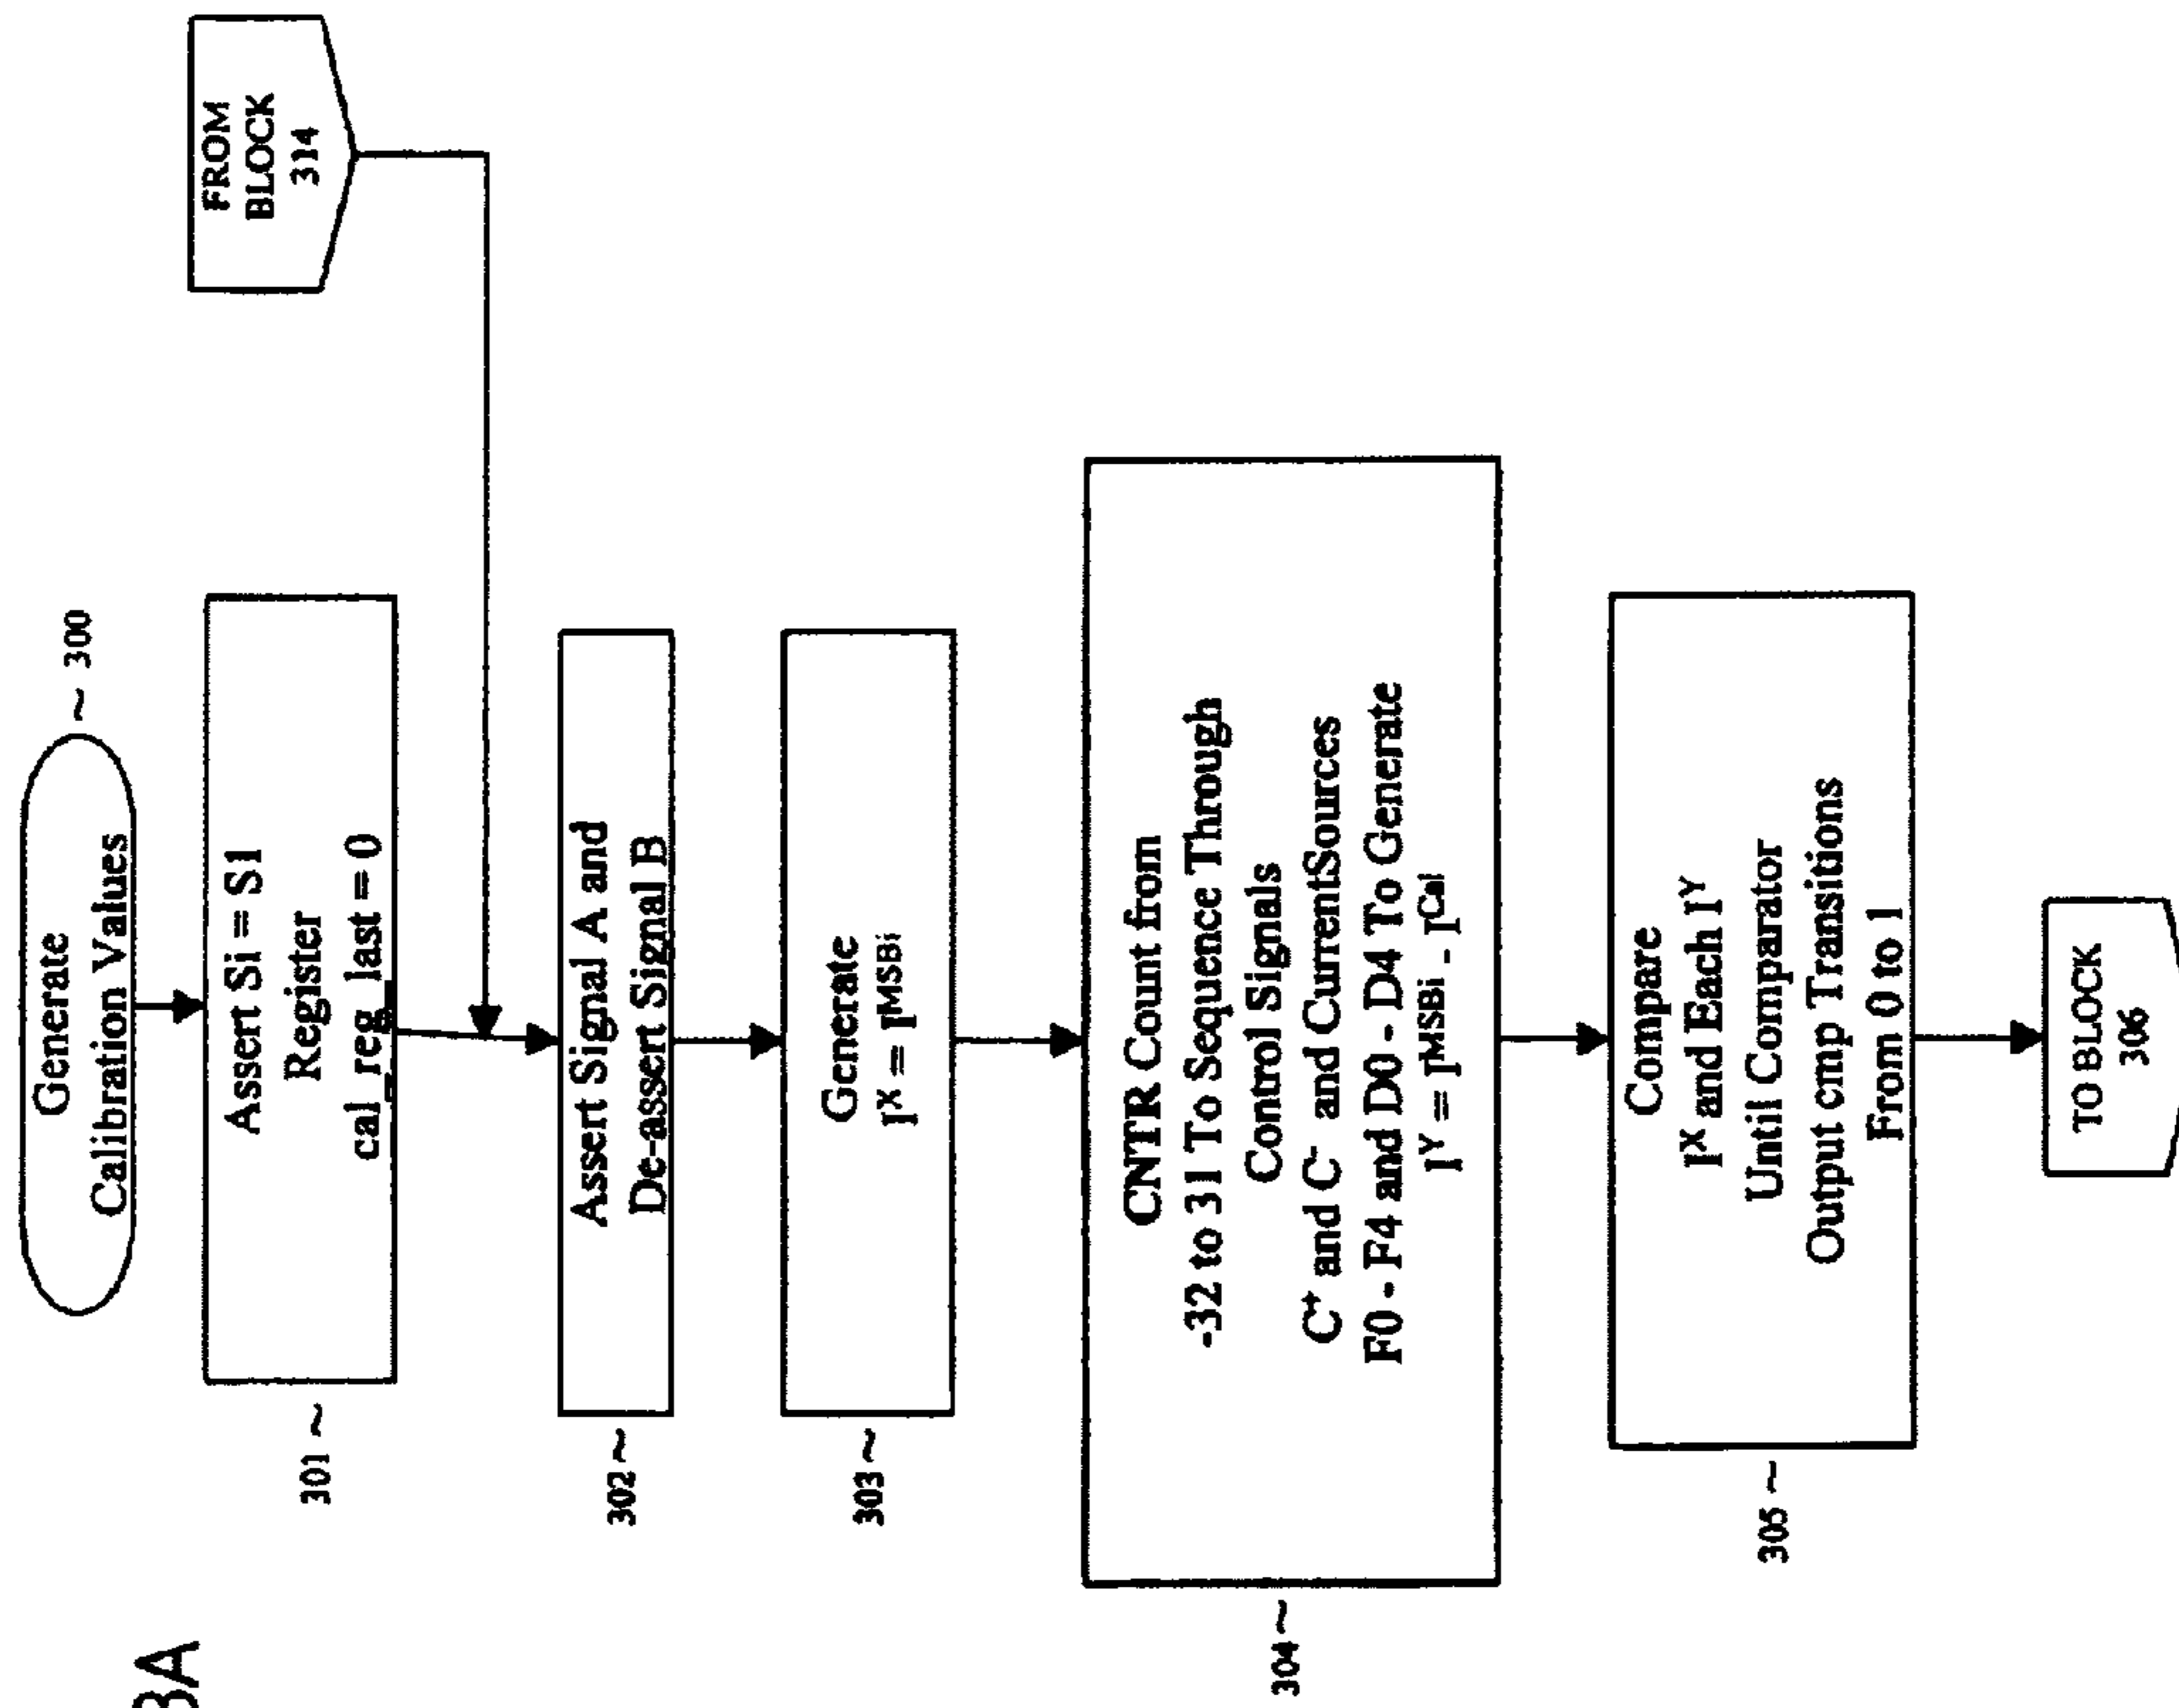 3A
Generate
Calibration Values
~ 300
FROM
BLOCK
314
301 ~
Assert Si = S1
Register
cal_reg_last = 0
302 ~
Assert Signal A and
De-assert Signal B
303 ~
Generate
I^X = I^MSBi
304 ~
CNTR Count from
-32 to 31 To Sequence Through
Control Signals
C^+ and C^- and CurrentSources
F0 - F4 and D0 - D4 To Generate
I^Y = I^MSBi - I^Cal
305 ~
Compare
I^X and Each I^Y
Until Comparator
Output cmp Transitions
From 0 to 1
TO BLOCK
306